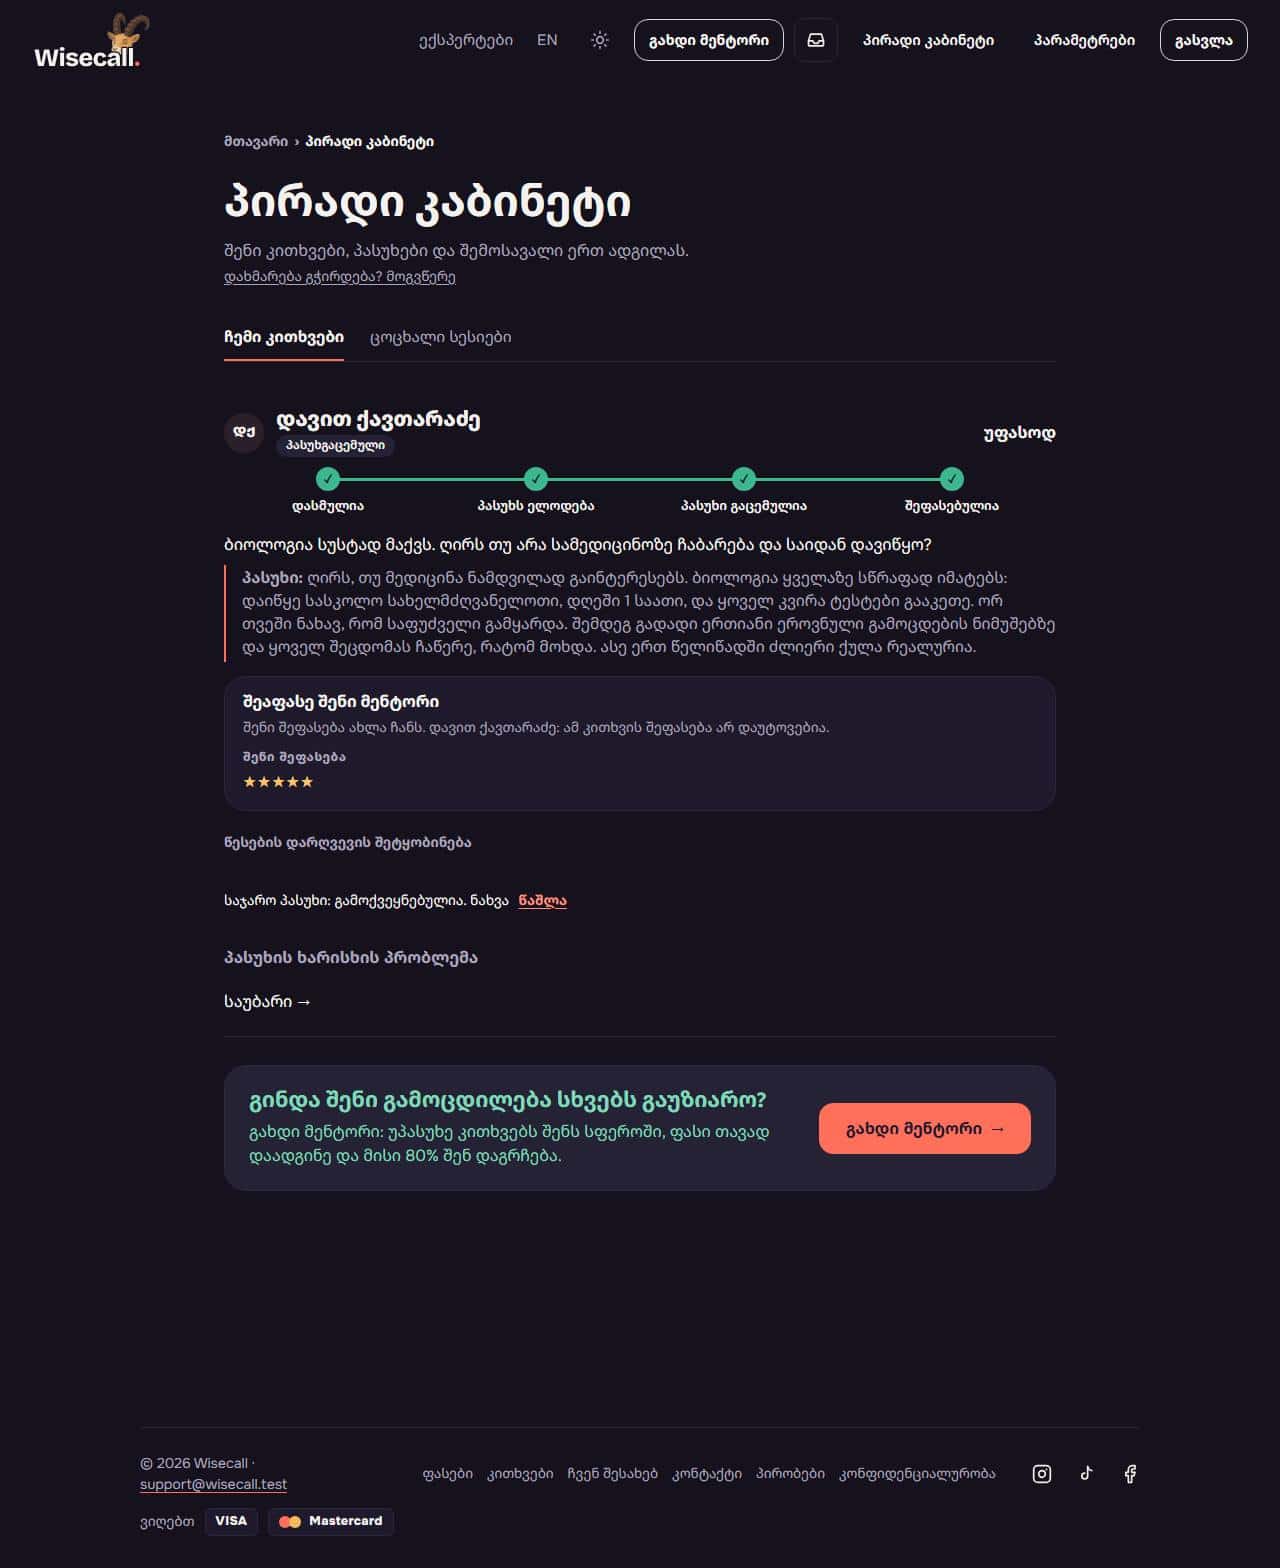 Wisecall.
ექსპერტები
EN
გახდი მენტორი
პირადი კაბინეტი
პარამეტრები
გასვლა
მთავარი › პირადი კაბინეტი
პირადი კაბინეტი
შენი კითხვები, პასუხები და შემოსავალი ერთ ადგილას.
დახმარება გჭირდება? მოგვწერე
ჩემი კითხვები
ცოცხალი სესიები
დქ
დავით ქავთარაძე
პასუხგაცემული
უფასოდ
დასმულია
პასუხს ელოდება
პასუხი გაცემულია
შეფასებულია
ბიოლოგია სუსტად მაქვს. ღირს თუ არა სამედიცინოზე ჩაბარება და საიდან დავიწყო?
პასუხი: ღირს, თუ მედიცინა ნამდვილად გაინტერესებს. ბიოლოგია ყველაზე სწრაფად იმატებს:
დაიწყე სასკოლო სახელმძღვანელოთი, დღეში 1 საათი, და ყოველ კვირა ტესტები გააკეთე. ორ
თვეში ნახავ, რომ საფუძველი გამყარდა. შემდეგ გადადი ერთიანი ეროვნული გამოცდების ნიმუშებზე
და ყოველ შეცდომას ჩაწერე, რატომ მოხდა. ასე ერთ წელიწადში ძლიერი ქულა რეალურია.
შეაფასე შენი მენტორი
შენი შეფასება ახლა ჩანს. დავით ქავთარაძე: ამ კითხვის შეფასება არ დაუტოვებია.
შენი შეფასება
★★★★★
წესების დარღვევის შეტყობინება
საჯარო პასუხი: გამოქვეყნებულია. ნახვა წაშლა
პასუხის ხარისხის პრობლემა
საუბარი →
გინდა შენი გამოცდილება სხვებს გაუზიარო?
გახდი მენტორი: უპასუხე კითხვებს შენს სფეროში, ფასი თავად
დაადგინე და მისი 80% შენ დაგრჩება.
გახდი მენტორი →
© 2026 Wisecall ·
support@wisecall.test
ფასები
კითხვები
ჩვენ შესახებ
კონტაქტი
პირობები
კონფიდენციალურობა
ვიღებთ
VISA
Mastercard